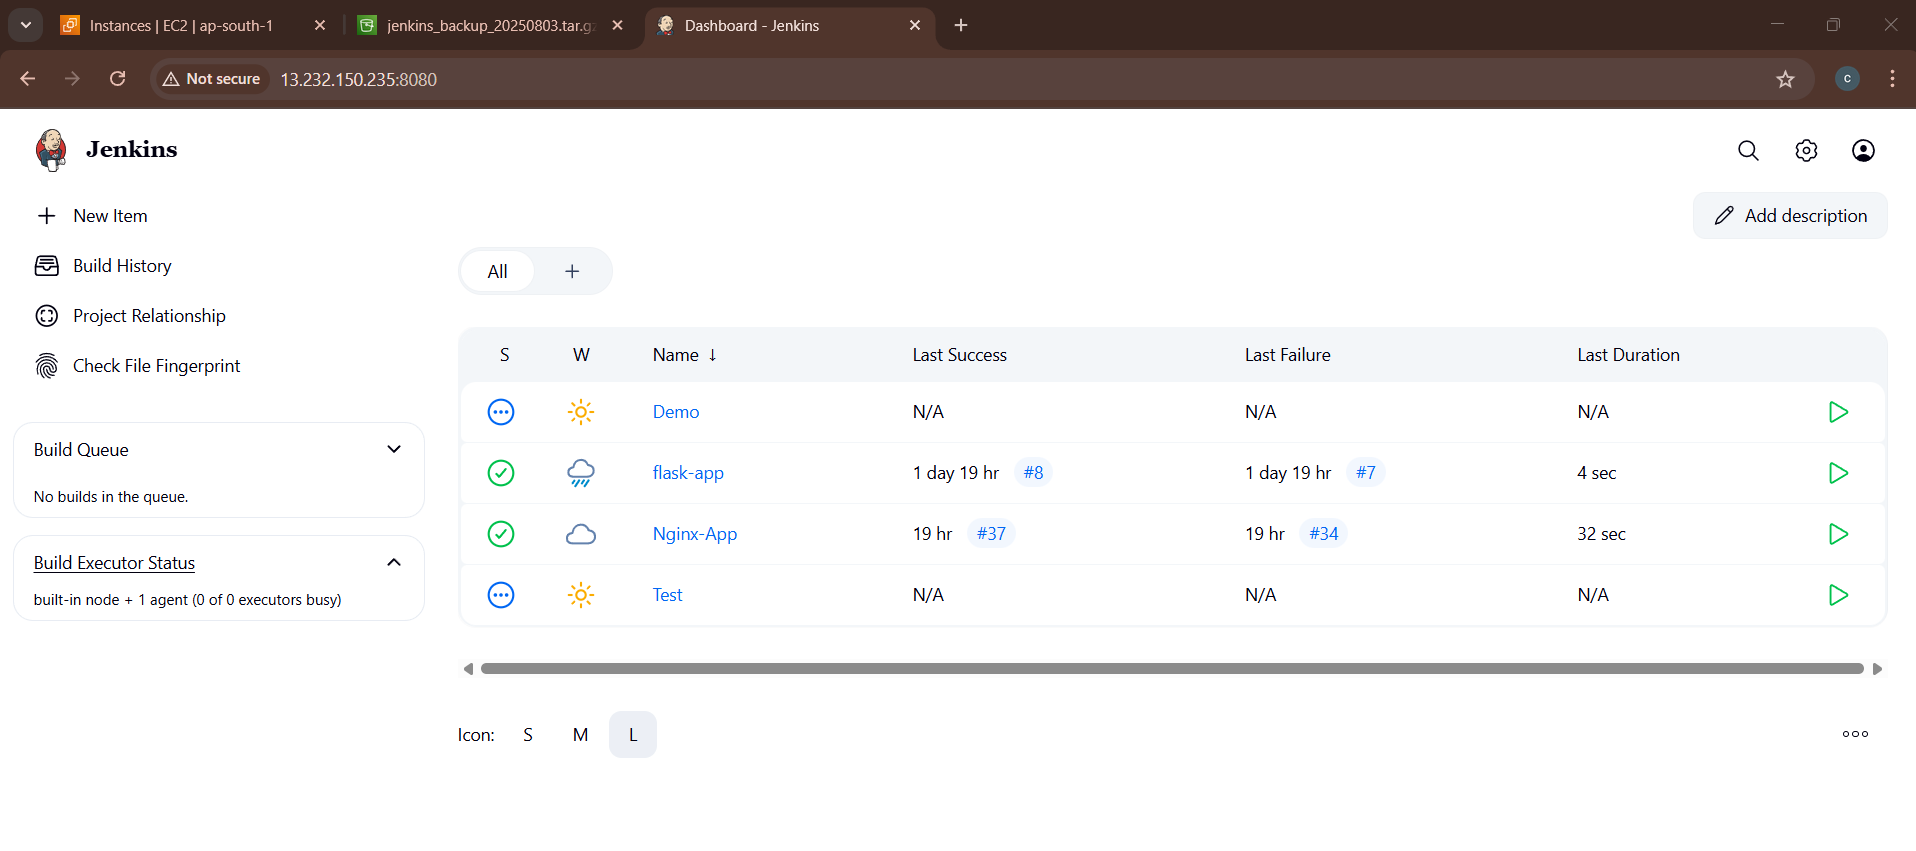 Instances | EC2 | ap-south-1
jenkins_backup_20250803.tar.gz
Dashboard - Jenkins
Not secure
13.232.150.235:8080
C
Jenkins
New Item
Add description
Build History
All
Project Relationship
Check File Fingerprint
S W Name ↓ Last Success Last Failure Last Duration
Demo N/A N/A N/A
flask-app 1 day 19 hr #8 1 day 19 hr #7 4 sec
Nginx-App 19 hr #37 19 hr #34 32 sec
Test N/A N/A N/A
Build Queue
No builds in the queue.
Build Executor Status
built-in node + 1 agent (0 of 0 executors busy)
Icon: S M L